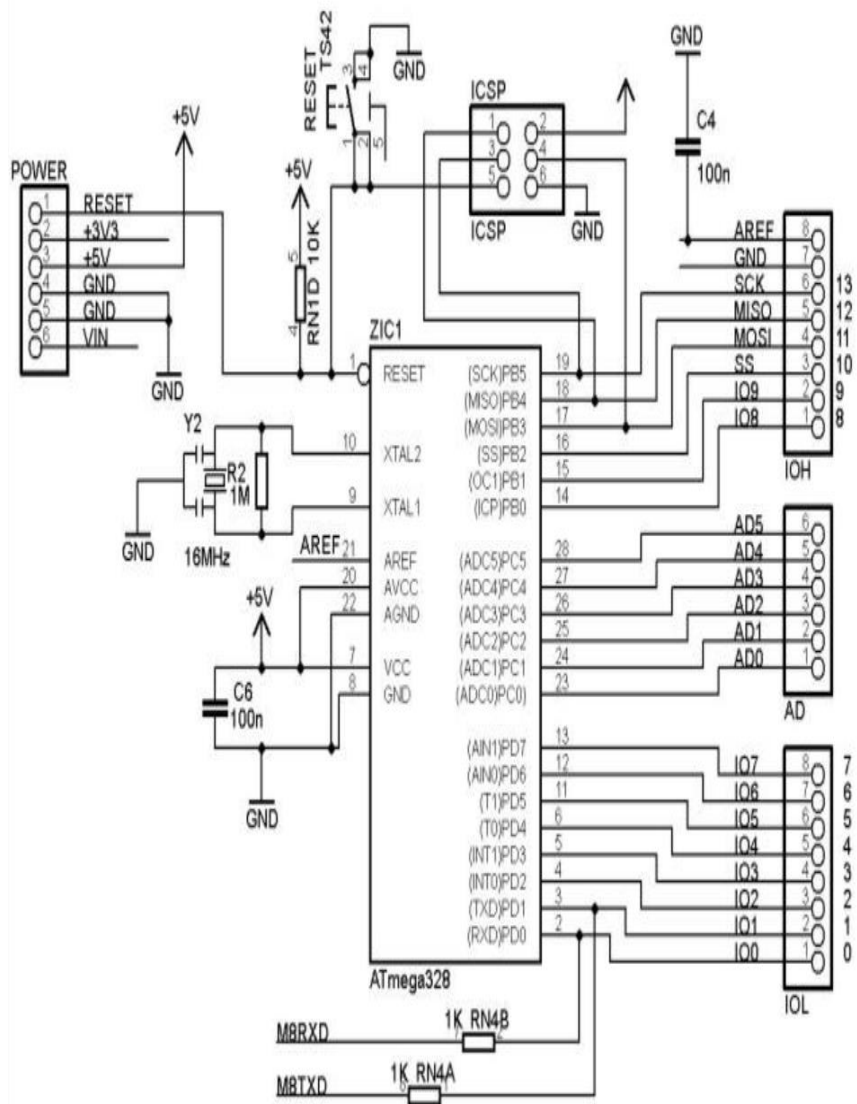 GND
RESET
TS42
3
4
1
2
5
GND
ICSP
1
2
3
4
5
6
ICSP
GND
C4
100n
+5V
POWER
1 RESET
2 +3V3
3 +5V
4 GND
5 GND
6 VIN
GND
+5V
5
4
RN1D 10K
AREF 8
GND 7
SCK 6 13
MISO 5 12
MOSI 4 11
SS 3 10
IO9 2 9
IO8 1 8
IOH
ZIC1
1 RESET
10 XTAL2
9 XTAL1
AREF 21 AREF
20 AVCC
22 AGND
7 VCC
8 GND
(SCK)PB5 19
(MISO)PB4 18
(MOSI)PB3 17
(SS)PB2 16
(OC1)PB1 15
(ICP)PB0 14
(ADC5)PC5 28
(ADC4)PC4 27
(ADC3)PC3 26
(ADC2)PC2 25
(ADC1)PC1 24
(ADC0)PC0) 23
(AIN1)PD7 13
(AIN0)PD6 12
(T1)PD5 11
(T0)PD4 6
(INT1)PD3 5
(INT0)PD2 4
(TXD)PD1 3
(RXD)PD0 2
ATmega328
Y2
R2
1M
GND
16MHz
+5V
C6
100n
GND
AD5 6
AD4 5
AD3 4
AD2 3
AD1 2
AD0 1
AD
IO7 8 7
IO6 7 6
IO5 6 5
IO4 5 4
IO3 4 3
IO2 3 2
IO1 2 1
IO0 1 0
IOL
M8RXD
1K RN4B
7 2
M8TXD
1K RN4A
8 1